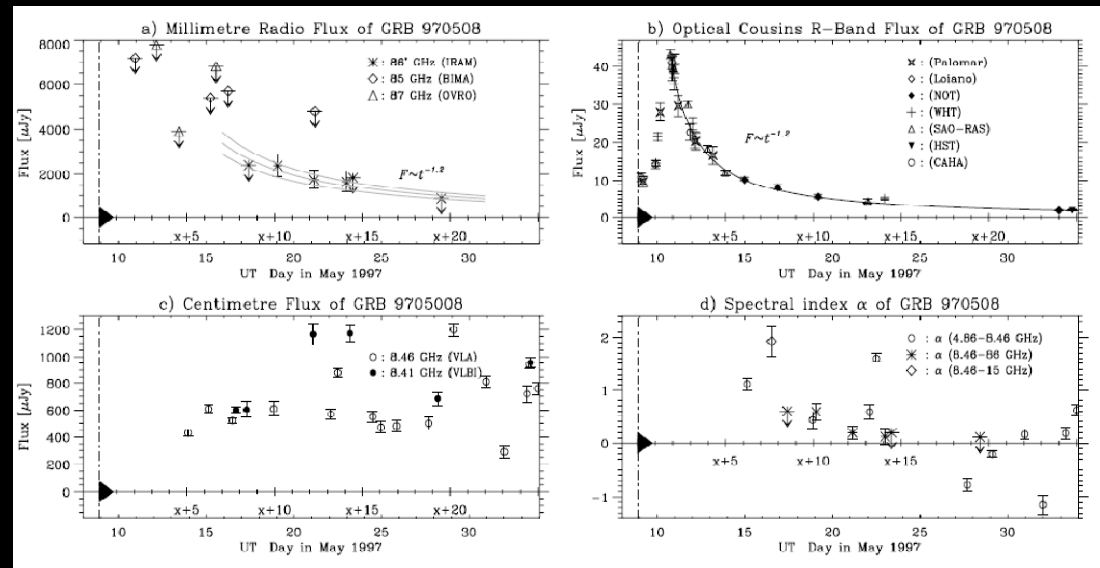 a) Millimetre Radio Flux of GRB 970508
8000
6000
4000
2000
0
Flux [μJy]
: 86 GHz (IRAM)
: 85 GHz (BIMA)
: 87 GHz (OVRO)
F~t⁻¹·²
x+5 x+10 x+15 x+20
10 15 20 25 30
UT Day in May 1997
b) Optical Cousins R-Band Flux of GRB 970508
40
30
20
10
0
Flux [μJy]
: (Palomar)
: (Loiano)
: (NOT)
: (WHT)
: (SAO-RAS)
: (HST)
: (CAHA)
F~t⁻¹·²
x+5 x+10 x+15 x+20
10 15 20 25 30
UT Day in May 1997
c) Centimetre Flux of GRB 9705008
1200
1000
800
600
400
200
0
Flux [μJy]
: 8.46 GHz (VLA)
: 8.41 GHz (VLBI)
x+5 x+10 x+15 x+20
10 15 20 25 30
UT Day in May 1997
d) Spectral index α of GRB 970508
2
1
0
-1
: α (4.86-8.46 GHz)
: α (8.46-86 GHz)
: α (8.46-15 GHz)
x+5 x+10 x+15
10 15 20 25 30
UT Day in May 1997